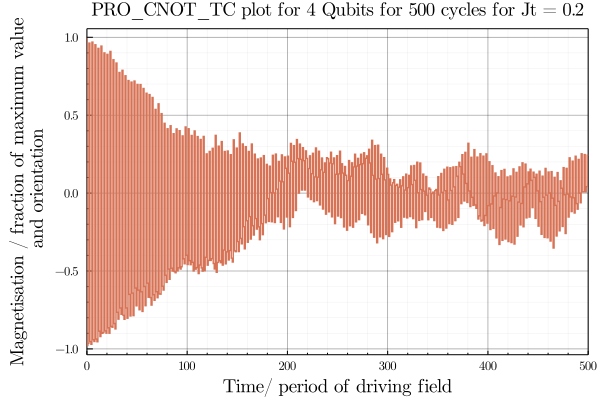 PRO_CNOT_TC plot for 4 Qubits for 500 cycles for Jt = 0.2
Magnetisation / fraction of maximum value
and orientation
1.0
0.5
0.0
−0.5
−1.0
0 100 200 300 400 500
Time/ period of driving field